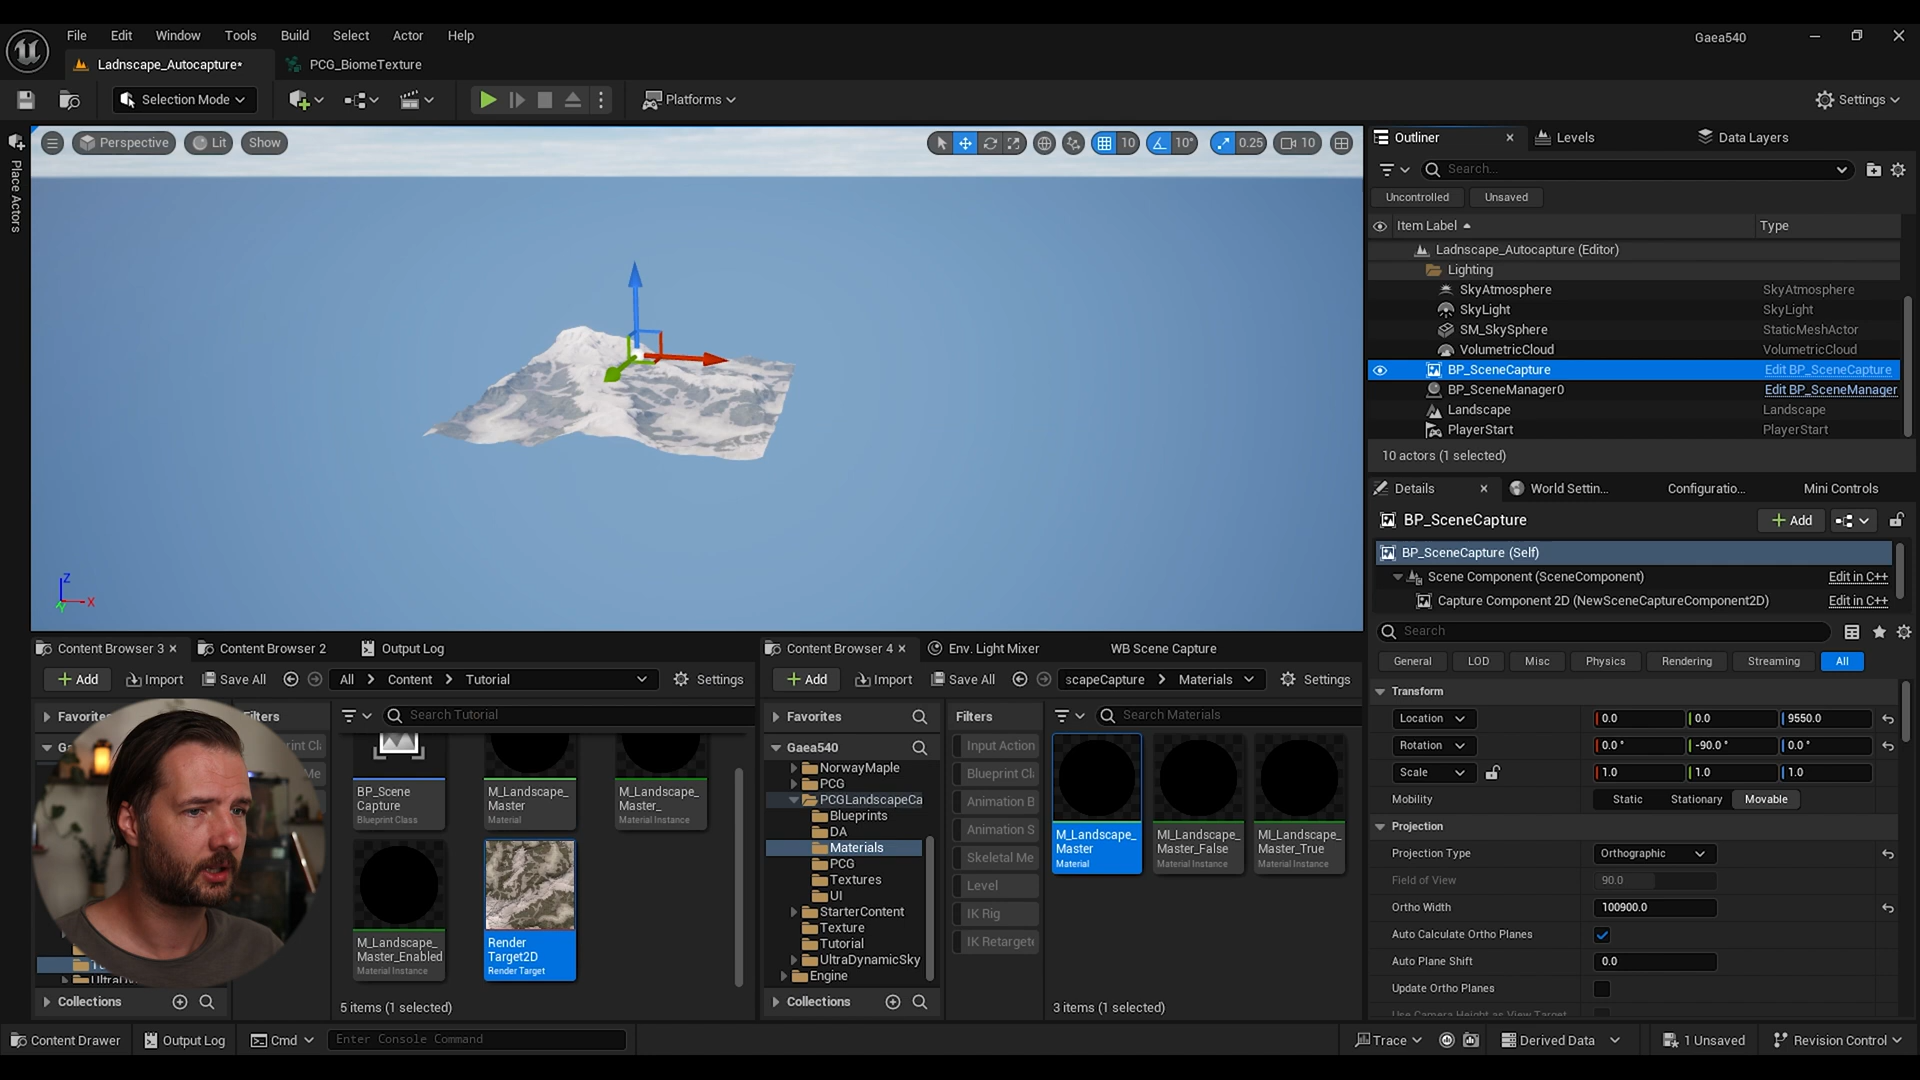 File Edit Window Tools Build Select Actor Help
Gaea540
Ladnscape_Autocapture*
PCG_BiomeTexture
Selection Mode
Platforms
Settings
Place Actors
Perspective
Lit
Show
10
10°
0.25
10
Z
X
Y
Outliner
Levels
Data Layers
Search...
Uncontrolled
Unsaved
Item Label
Type
Ladnscape_Autocapture (Editor)
Lighting
SkyAtmosphere SkyAtmosphere
SkyLight SkyLight
SM_SkySphere StaticMeshActor
VolumetricCloud VolumetricCloud
BP_SceneCapture Edit BP_SceneCapture
BP_SceneManager0 Edit BP_SceneManager
Landscape Landscape
PlayerStart PlayerStart
10 actors (1 selected)
Details
World Settin...
Configuratio...
Mini Controls
BP_SceneCapture
Add
BP_SceneCapture (Self)
Scene Component (SceneComponent) Edit in C++
Capture Component 2D (NewSceneCaptureComponent2D) Edit in C++
Search
General LOD Misc Physics Rendering Streaming All
Transform
Location 0.0 0.0 9550.0
Rotation 0.0° -90.0° 0.0°
Scale 1.0 1.0 1.0
Mobility Static Stationary Movable
Projection
Projection Type Orthographic
Field of View 90.0
Ortho Width 100900.0
Auto Calculate Ortho Planes
Auto Plane Shift 0.0
Update Ortho Planes
Use Camera Height as View Target
Content Browser 3
Content Browser 2
Output Log
Add Import Save All All Content Tutorial Settings
Search Tutorial
BP_Scene
Capture
Blueprint Class
M_Landscape_
Master
Material
M_Landscape_
Master_
Material Instance
M_Landscape_
Master_Enabled
Material Instance
Render
Target2D
Render Target
Collections
5 items (1 selected)
Content Browser 4
Env. Light Mixer
WB Scene Capture
Add Import Save All scapeCapture Materials Settings
Favorites
Filters
Search Materials
Gaea540
NorwayMaple
PCG
PCGLandscapeCa
Blueprints
DA
Materials
PCG
Textures
UI
StarterContent
Texture
Tutorial
UltraDynamicSky
Engine
Collections
Input Action
Blueprint Cl
Animation B
Animation S
Skeletal Me
Level
IK Rig
IK Retargete
M_Landscape_
Master
Material
MI_Landscape_
Master_False
Material Instance
MI_Landscape_
Master_True
Material Instance
3 items (1 selected)
Content Drawer
Output Log
Cmd
Enter Console Command
Trace
Derived Data
1 Unsaved
Revision Control